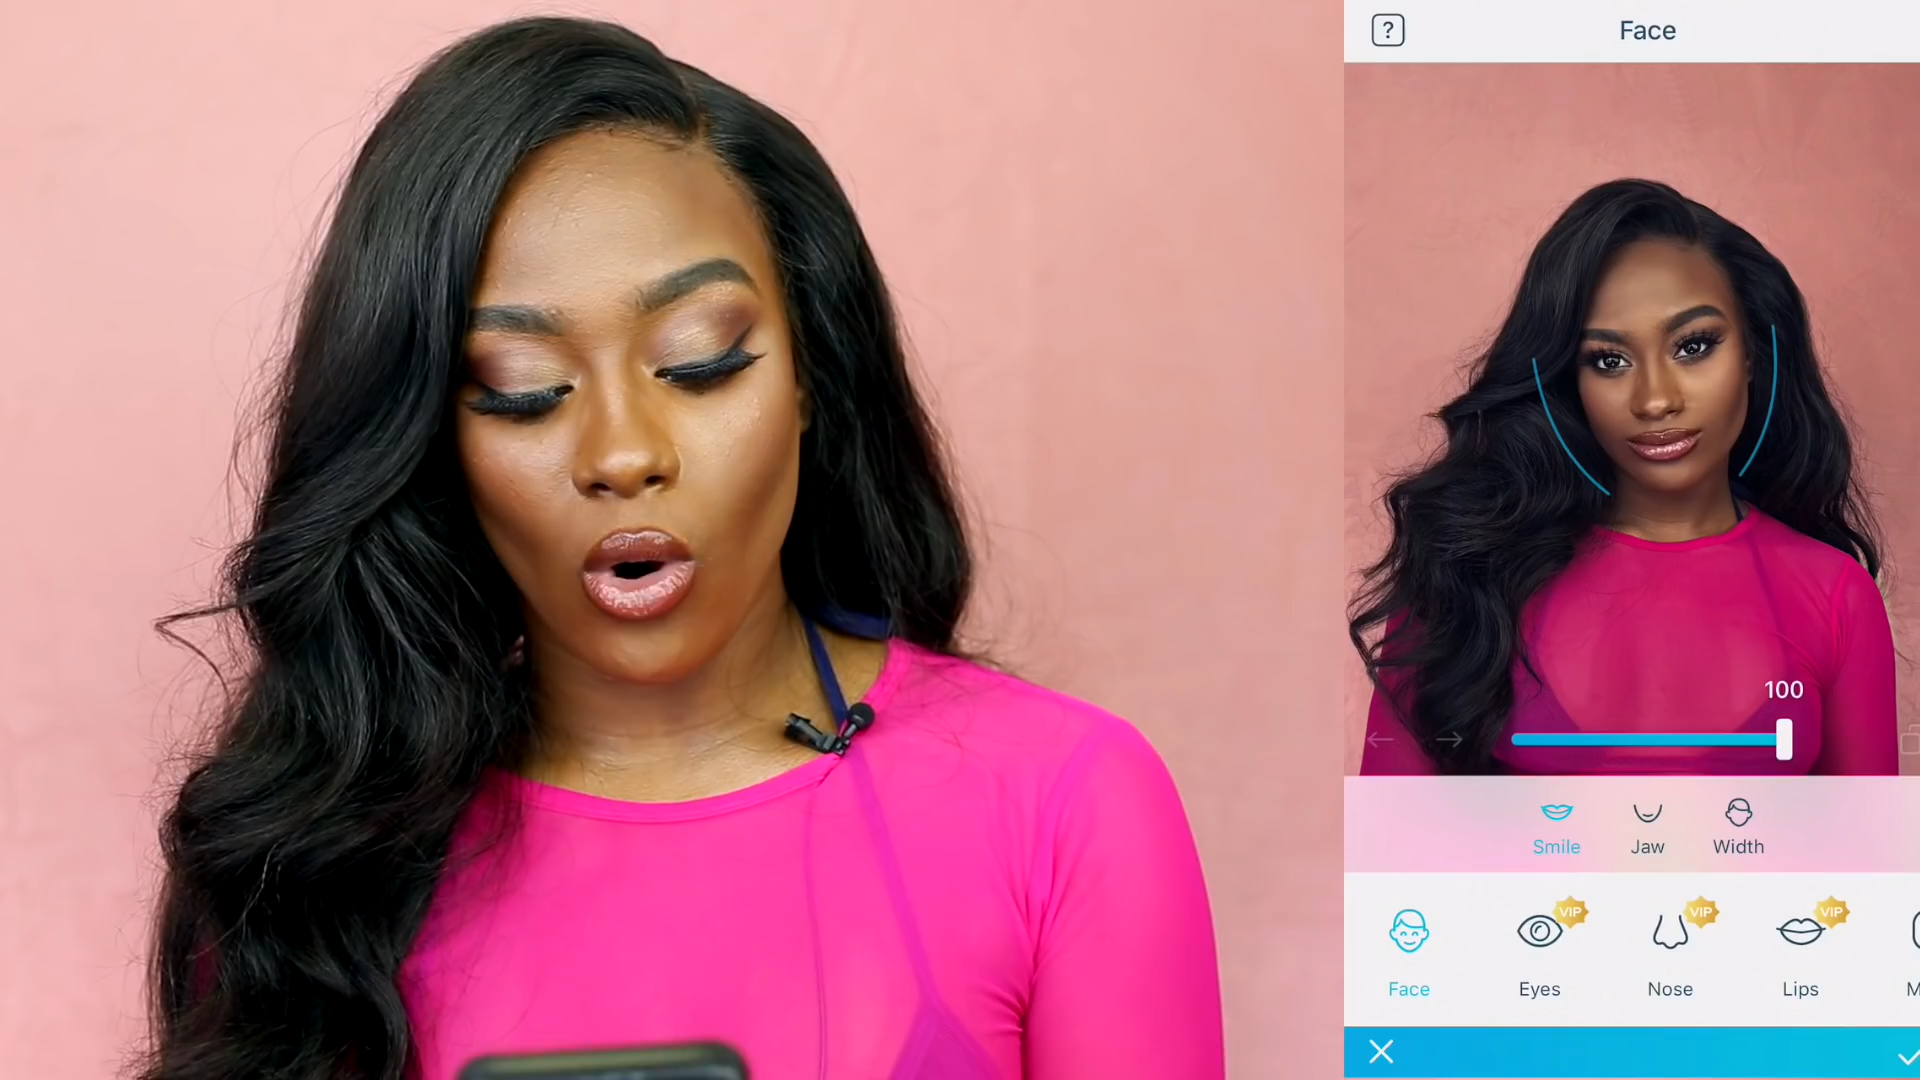 ?
Face
100
Smile Jaw Width
VIP VIP VIP
Face Eyes Nose Lips